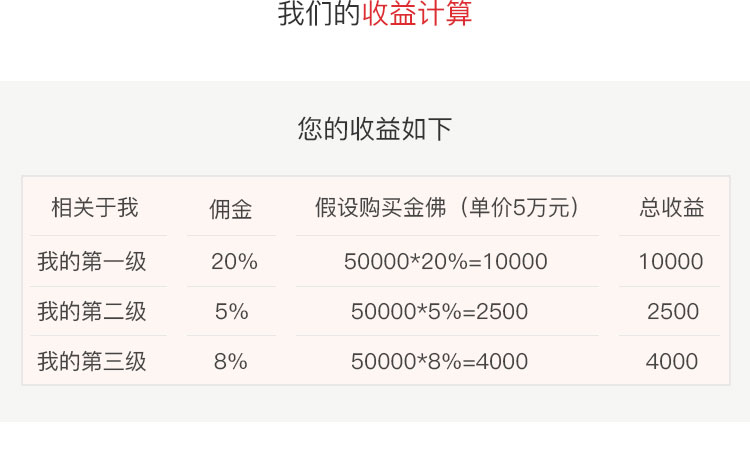 我们的收益计算
您的收益如下
相关于我 佣金 假设购买金佛（单价5万元） 总收益
我的第一级 20% 50000*20%=10000 10000
我的第二级 5% 50000*5%=2500 2500
我的第三级 8% 50000*8%=4000 4000